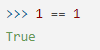 >>> 1 == 1
True